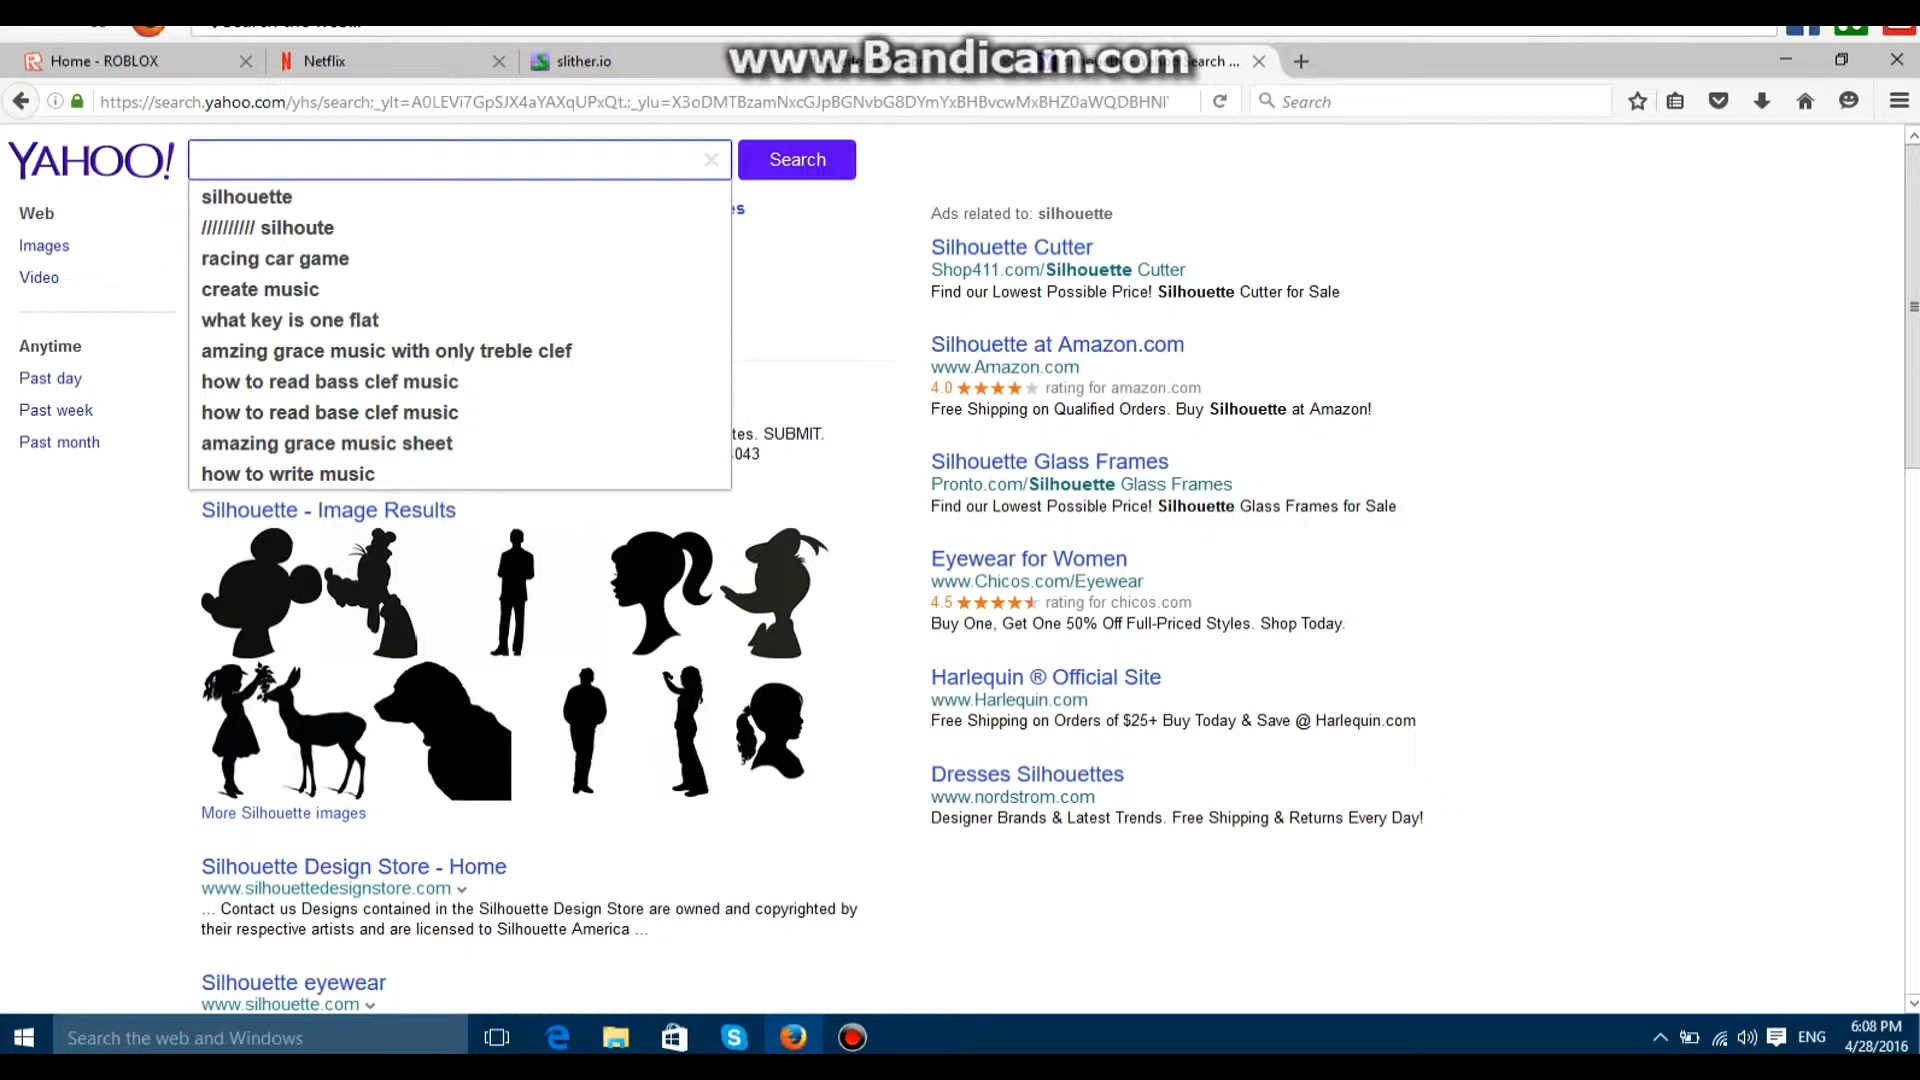 www.Bandicam.com
Home - ROBLOX
Netflix
slither.io
Search ...
https://search.yahoo.com/yhs/search;_ylt=A0LEVi7GpSJX4aYAXqUPxQt.;_ylu=X3oDMTBzamNxcGJpBGNvbG8DYmYxBHBvcwMxBHZ0aWQDBHNl
Search
YAHOO!
Search
silhouette
////////// silhoute
racing car game
create music
what key is one flat
amzing grace music with only treble clef
how to read bass clef music
how to read base clef music
amazing grace music sheet
how to write music
Web
Images
Video
Anytime
Past day
Past week
Past month
tes. SUBMIT.
043
Silhouette - Image Results
More Silhouette images
Silhouette Design Store - Home
www.silhouettedesignstore.com
... Contact us Designs contained in the Silhouette Design Store are owned and copyrighted by
their respective artists and are licensed to Silhouette America ...
Silhouette eyewear
www.silhouette.com
Ads related to: silhouette
Silhouette Cutter
Shop411.com/Silhouette Cutter
Find our Lowest Possible Price! Silhouette Cutter for Sale
Silhouette at Amazon.com
www.Amazon.com
4.0 rating for amazon.com
Free Shipping on Qualified Orders. Buy Silhouette at Amazon!
Silhouette Glass Frames
Pronto.com/Silhouette Glass Frames
Find our Lowest Possible Price! Silhouette Glass Frames for Sale
Eyewear for Women
www.Chicos.com/Eyewear
4.5 rating for chicos.com
Buy One, Get One 50% Off Full-Priced Styles. Shop Today.
Harlequin ® Official Site
www.Harlequin.com
Free Shipping on Orders of $25+ Buy Today & Save @ Harlequin.com
Dresses Silhouettes
www.nordstrom.com
Designer Brands & Latest Trends. Free Shipping & Returns Every Day!
Search the web and Windows
ENG
6:08 PM
4/28/2016